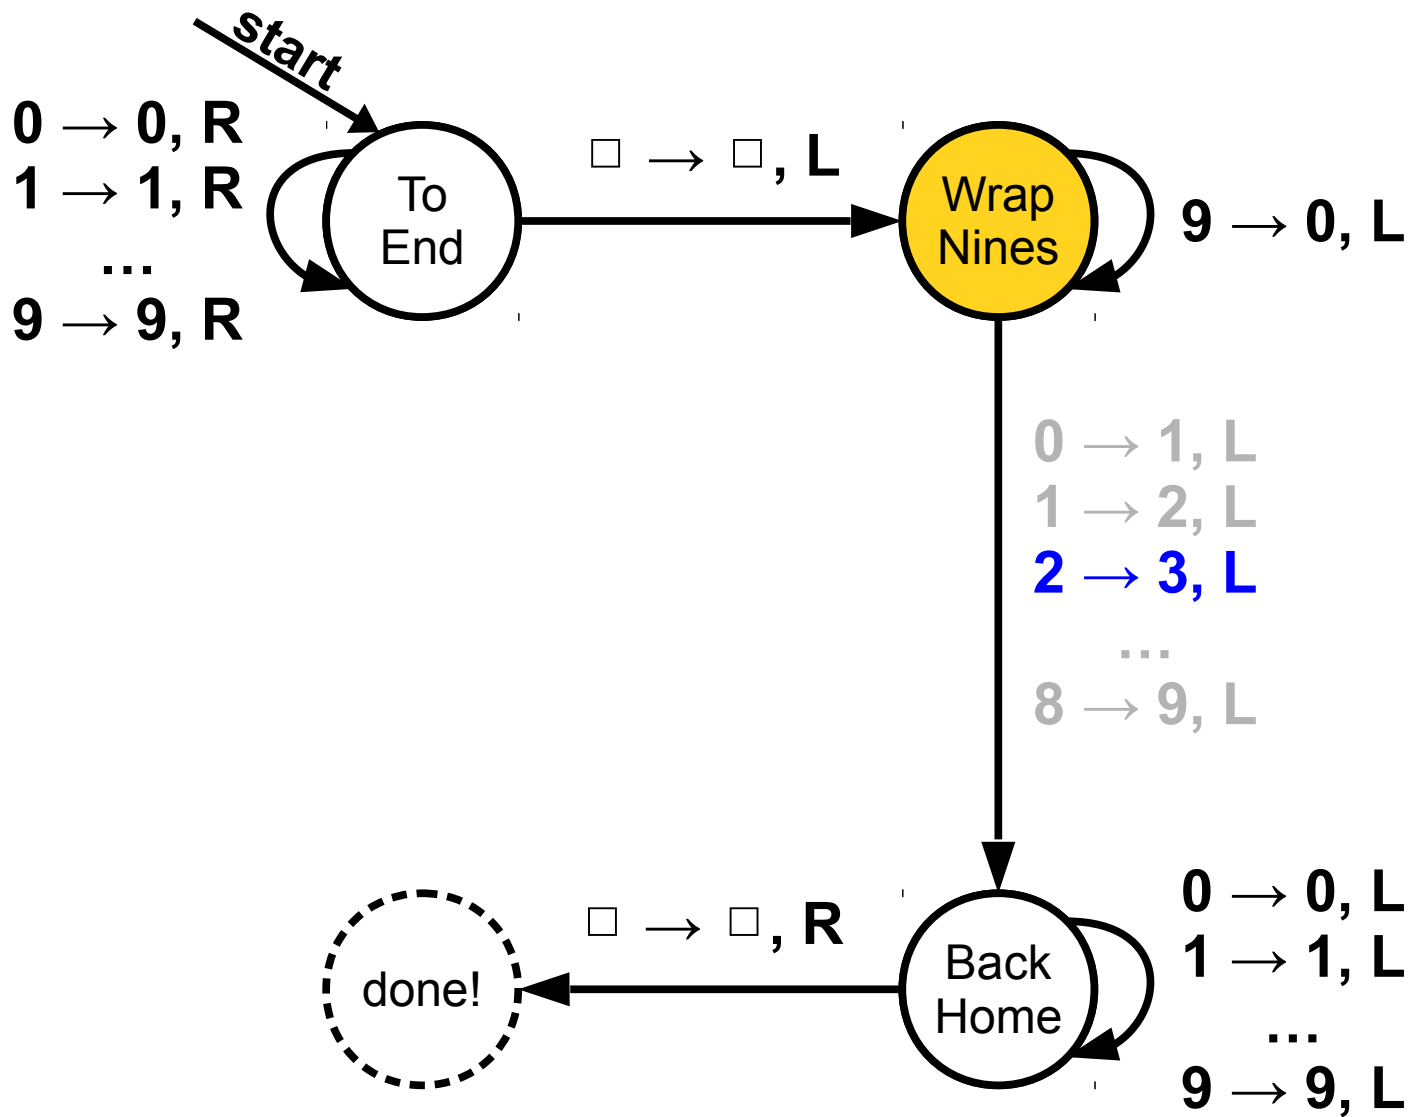 start
0 → 0, R
1 → 1, R
...
9 → 9, R
To
End
□ → □, L
Wrap
Nines
9 → 0, L
0 → 1, L
1 → 2, L
2 → 3, L
...
8 → 9, L
Back
Home
0 → 0, L
1 → 1, L
...
9 → 9, L
□ → □, R
done!